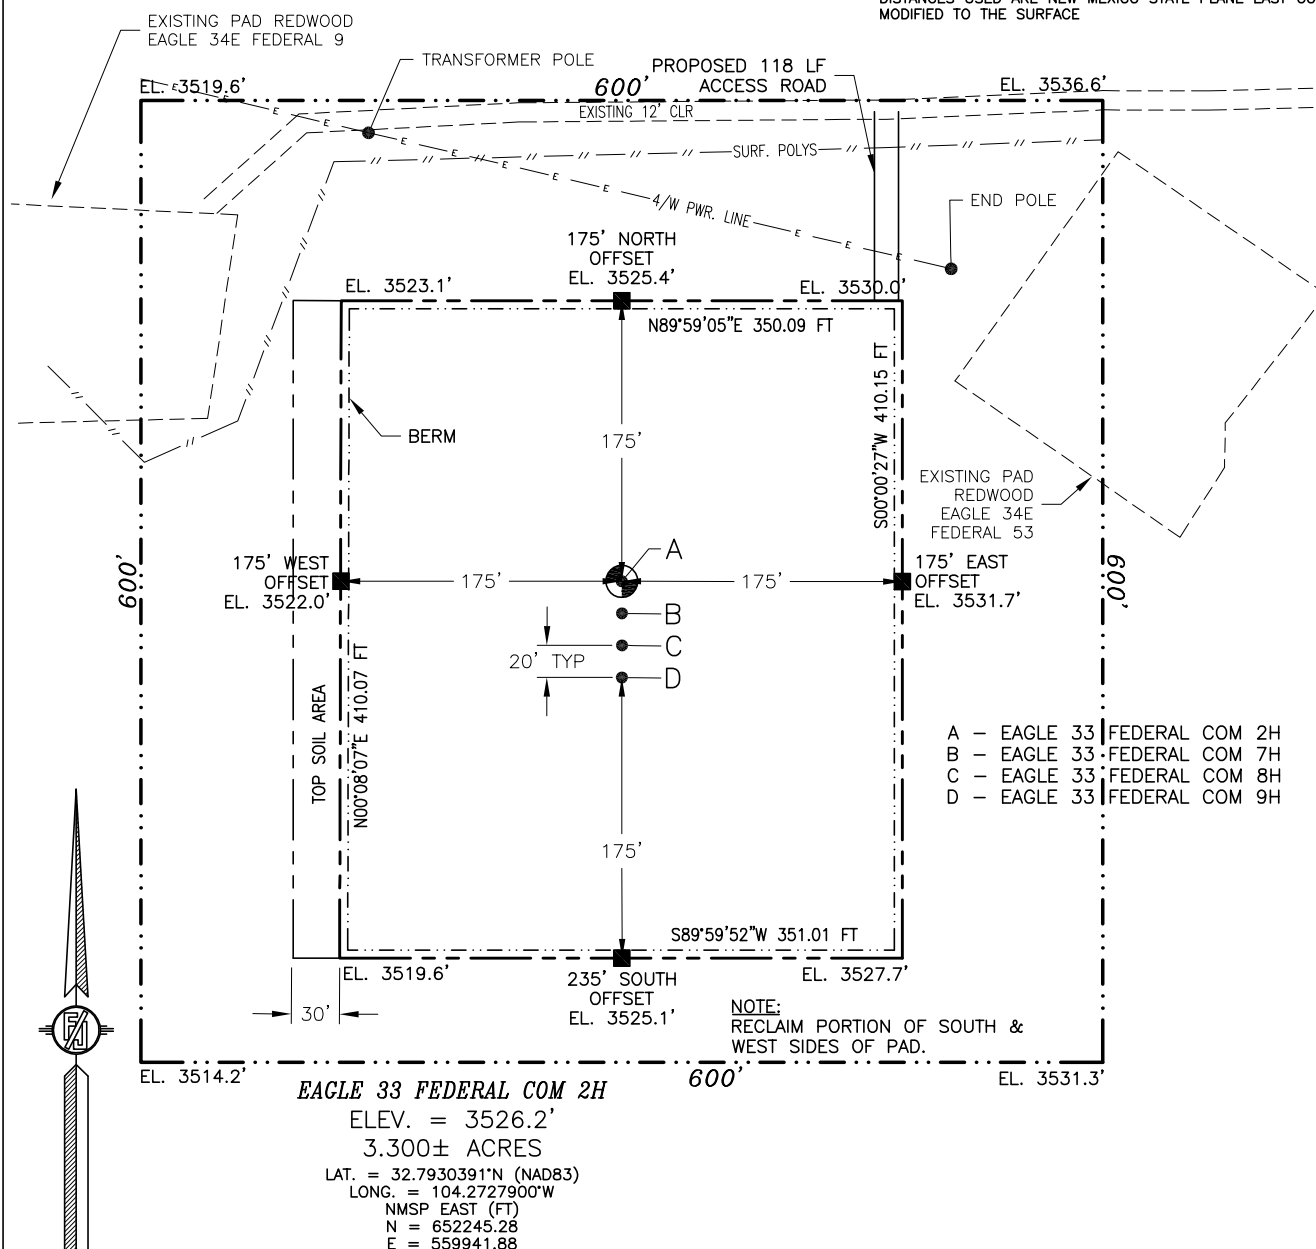 MODIFIED TO THE SURFACE
EXISTING PAD REDWOOD
EAGLE 34E FEDERAL 9
TRANSFORMER POLE
PROPOSED 118 LF
ACCESS ROAD
EL. 3519.6'
600'
EL. 3536.6'
EXISTING 12' CLR
SURF. POLYS
4/W PWR. LINE
END POLE
175' NORTH
OFFSET
EL. 3525.4'
EL. 3523.1'
EL. 3530.0'
N89°59'05"E 350.09 FT
S00°00'27"W 410.15 FT
BERM
175'
EXISTING PAD
REDWOOD
EAGLE 34E
FEDERAL 53
A
175' WEST
OFFSET
EL. 3522.0'
175'
175'
175' EAST
OFFSET
EL. 3531.7'
600'
600'
B
C
D
20' TYP
TOP SOIL AREA
N00°08'07"E 410.07 FT
A - EAGLE 33 FEDERAL COM 2H
B - EAGLE 33 FEDERAL COM 7H
C - EAGLE 33 FEDERAL COM 8H
D - EAGLE 33 FEDERAL COM 9H
175'
S89°59'52"W 351.01 FT
EL. 3519.6'
EL. 3527.7'
235' SOUTH
OFFSET
EL. 3525.1'
30'
NOTE:
RECLAIM PORTION OF SOUTH &
WEST SIDES OF PAD.
EL. 3514.2'
600'
EL. 3531.3'
EAGLE 33 FEDERAL COM 2H
ELEV. = 3526.2'
3.300± ACRES
LAT. = 32.7930391°N (NAD83)
LONG. = 104.2727900°W
NMSP EAST (FT)
N = 652245.28
E = 559941.88